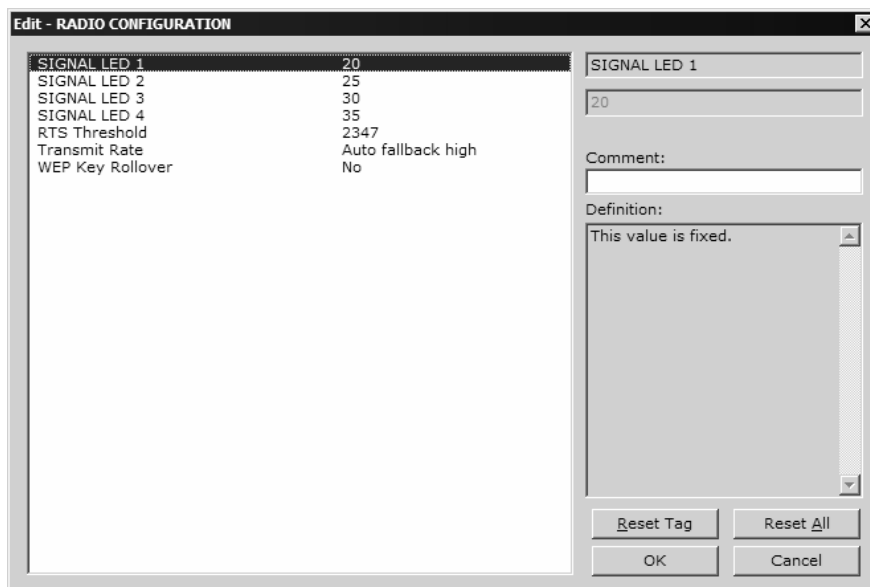 Edit - RADIO CONFIGURATION
SIGNAL LED 1 20
SIGNAL LED 2 25
SIGNAL LED 3 30
SIGNAL LED 4 35
RTS Threshold 2347
Transmit Rate Auto fallback high
WEP Key Rollover No
SIGNAL LED 1
20
Comment:
Definition:
This value is fixed.
Reset Tag Reset All
OK Cancel